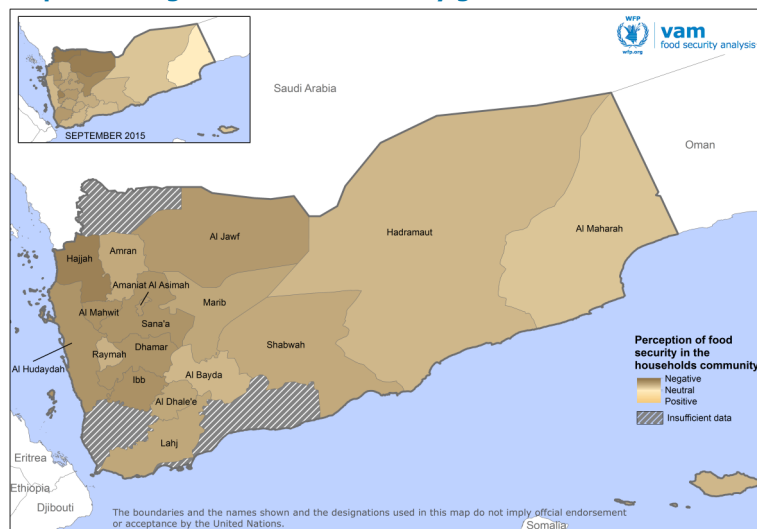 WFP
wfp.org
vam
food security analysis
SEPTEMBER 2015
Saudi Arabia
Oman
Al Jawf
Hadramaut
Al Maharah
Hajjah
Amran
Amaniat Al Asimah
Marib
Al Mahwit
Sana'a
Shabwah
Dhamar
Raymah
Al Hudaydah
Al Bayda
Ibb
Al Dhale'e
Lahj
Perception of food
security in the
households community
Negative
Neutral
Positive
Insufficient data
Eritrea
Ethiopia
Djibouti
Somalia
The boundaries and the names shown and the designations used in this map do not imply offcial endorsement
or acceptance by the United Nations.